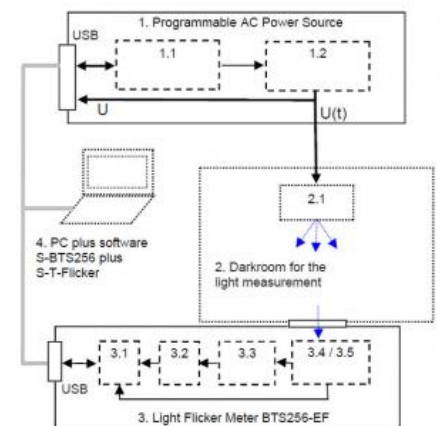 1. Programmable AC Power Source
USB
1.1
1.2
U
U(t)
2.1
4. PC plus software
S-BTS256 plus
S-T-Flicker
2. Darkroom for the
light measurement
3.1
3.2
3.3
3.4 / 3.5
USB
3. Light Flicker Meter BTS256-EF